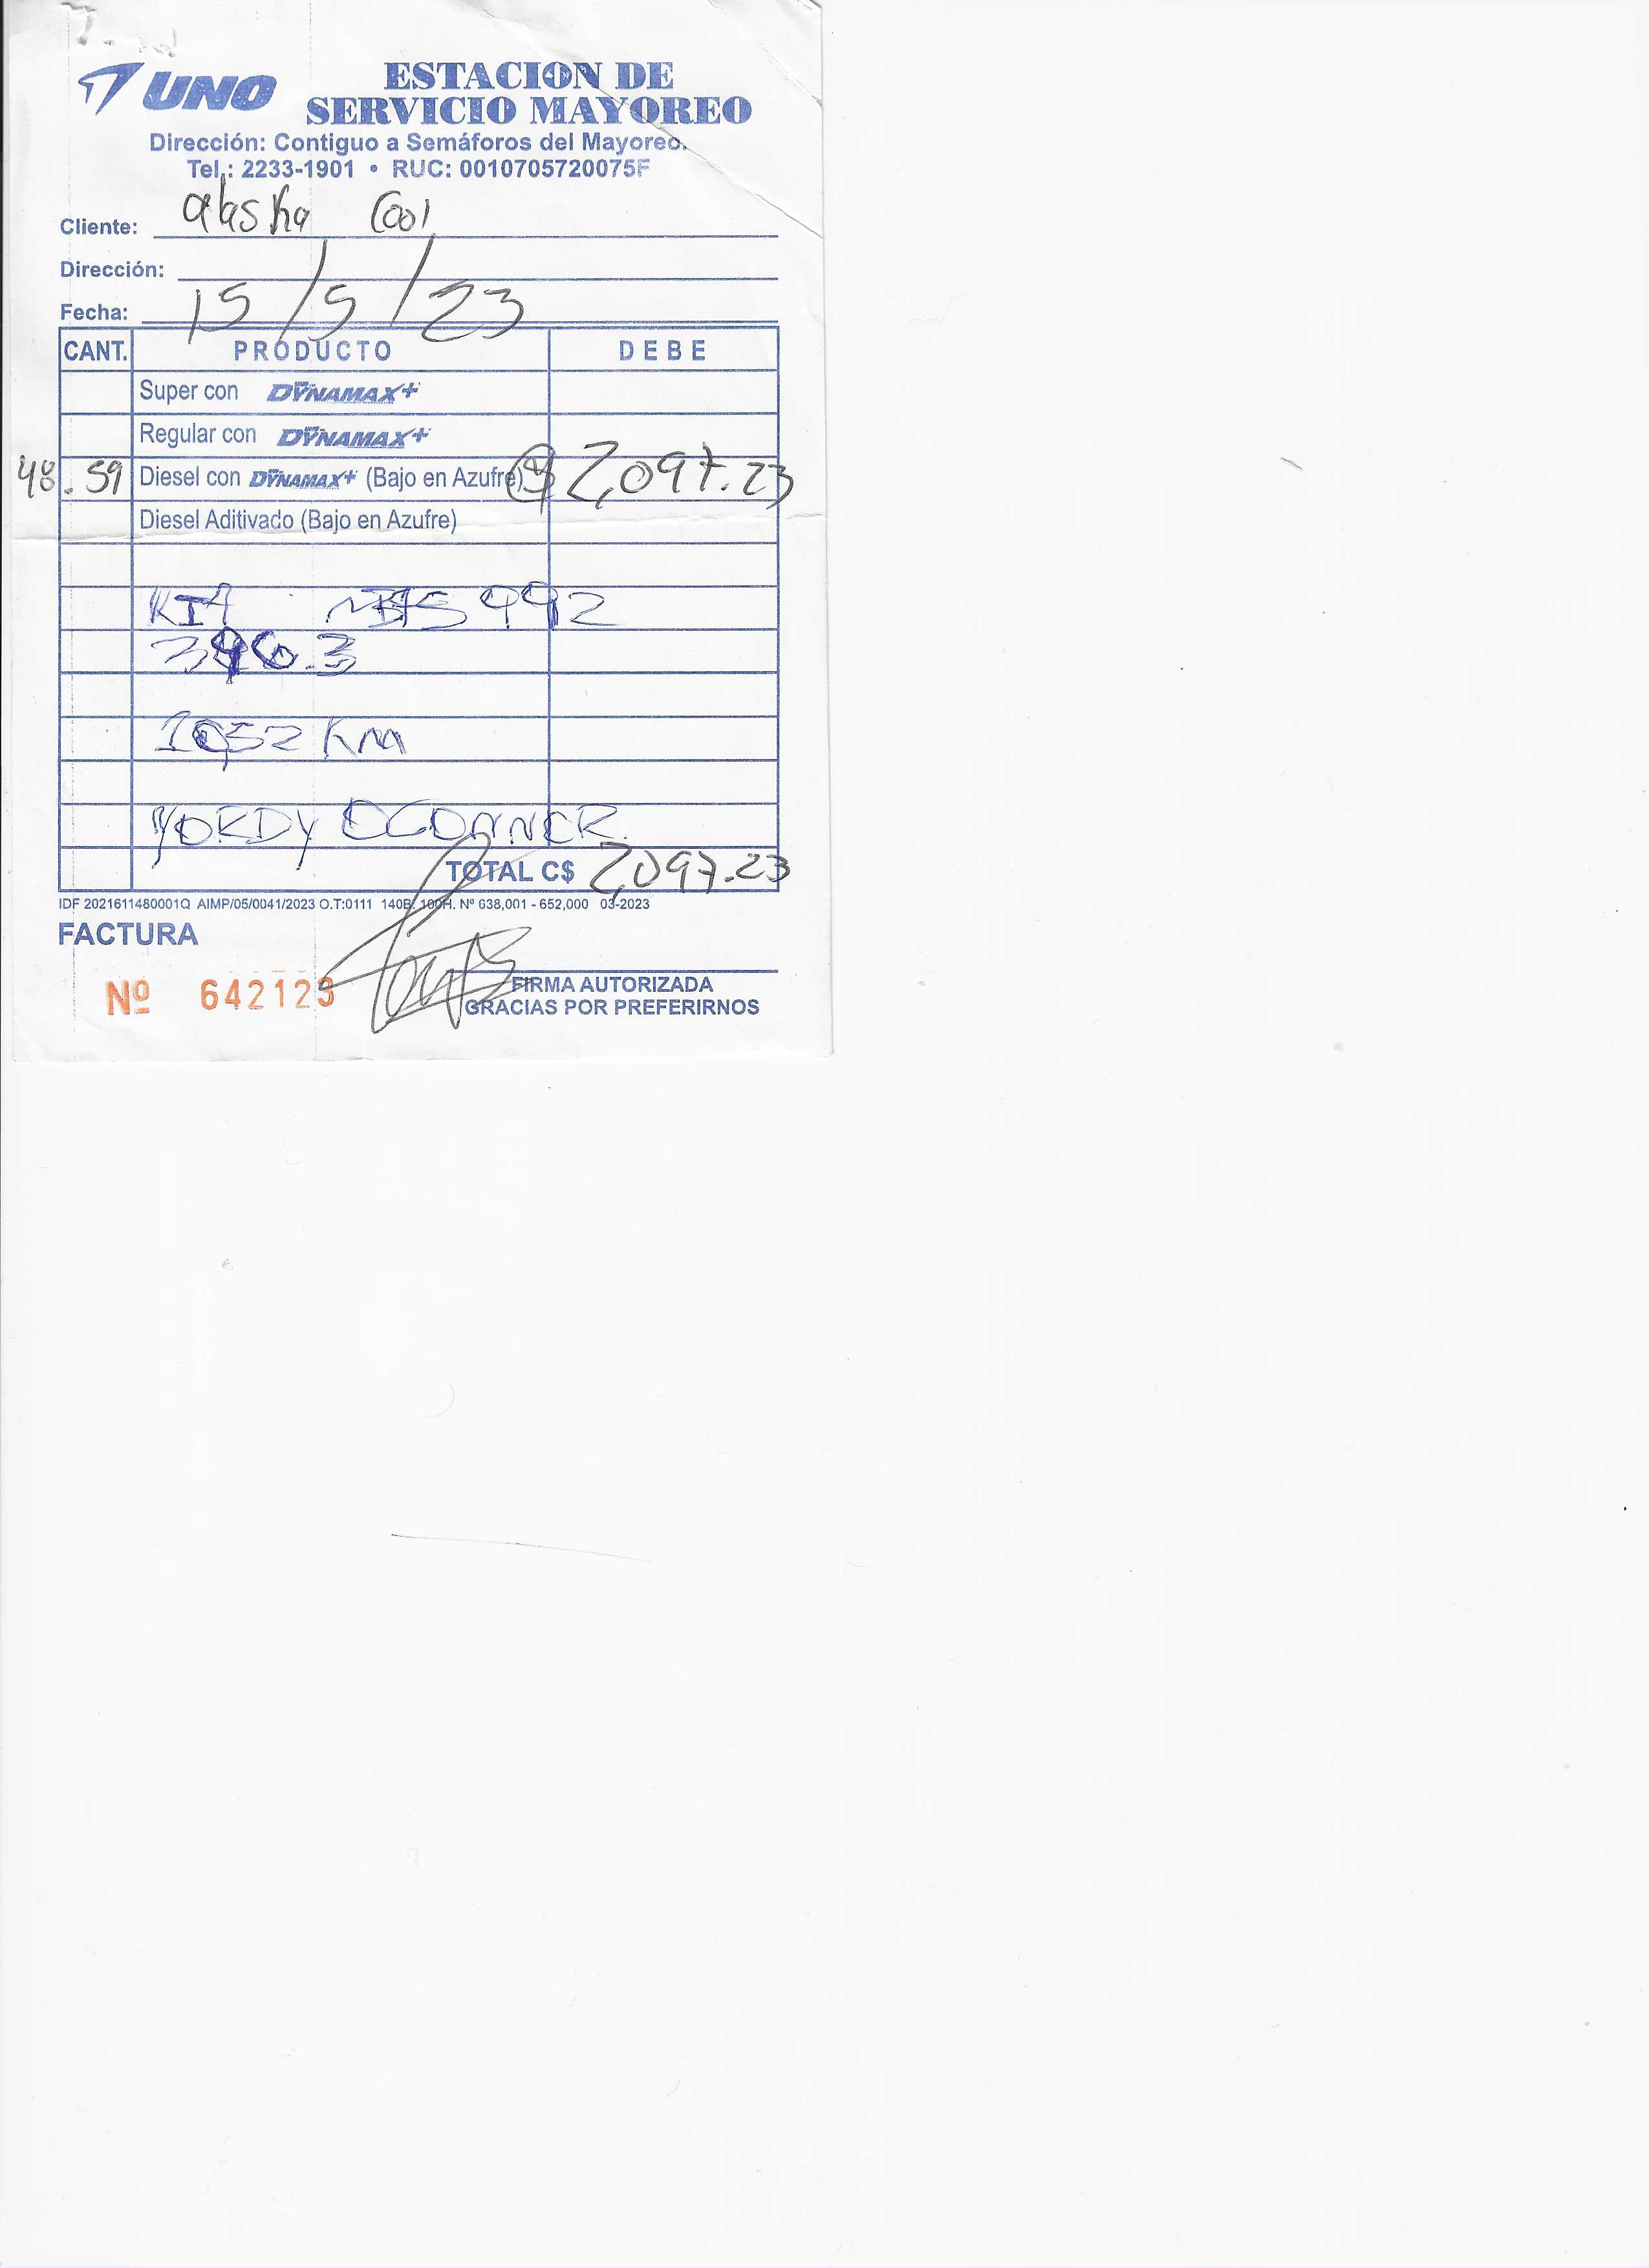 UNO ESTACION DE
SERVICIO MAYOREO
Dirección: Contiguo a Semáforos del Mayoreo.
Tel.: 2233-1901 • RUC: 0010705720075F
Cliente: alaska Cool
Dirección:
Fecha: 15/5/23
CANT. PRODUCTO DEBE
Super con DYNAMAX+
Regular con DYNAMAX+
48.59 Diesel con DYNAMAX+ (Bajo en Azufre) C$ 2,097.23
Diesel Aditivado (Bajo en Azufre)
KIA 992
1052 Km
YORDY OCONNOR.
TOTAL C$ 2,097.23
IDF 2021611480001Q AIMP/05/0041/2023 O.T:0111 140B. 100H. Nº 638,001 - 652,000 03-2023
FACTURA
Nº 642123
FIRMA AUTORIZADA
GRACIAS POR PREFERIRNOS